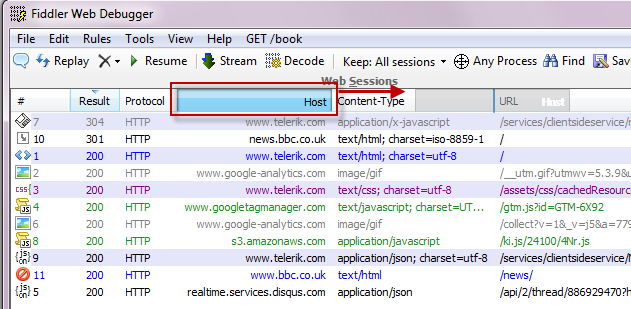 Fiddler Web Debugger
File Edit Rules Tools View Help GET /book
Replay Resume Stream Decode Keep: All sessions Any Process Find Sav
Web Sessions
# Result Protocol Host Content-Type URL Host
7 304 HTTP www.telerik.com application/x-javascript /services/clientsideservice/
10 301 HTTP news.bbc.co.uk text/html; charset=iso-8859-1 /
1 200 HTTP www.telerik.com text/html; charset=utf-8 /
2 200 HTTP www.google-analytics.com image/gif /__utm.gif?utmwv=5.3.9&
css 3 200 HTTP www.telerik.com text/css; charset=utf-8 /assets/css/cachedResourc
JS 4 200 HTTP www.googletagmanager.com text/javascript; charset=UT... /gtm.js?id=GTM-6X92
6 200 HTTP www.google-analytics.com image/gif /collect?v=1&_v=j5&a=779
JS 8 200 HTTP s3.amazonaws.com application/javascript /ki.js/24100/4Nr.js
json 9 200 HTTP www.telerik.com application/json; charset=utf-8 /services/clientsideservice/
11 200 HTTP www.bbc.co.uk text/html /news/
json 5 200 HTTP realtime.services.disqus.com application/json /api/2/thread/886929470?h